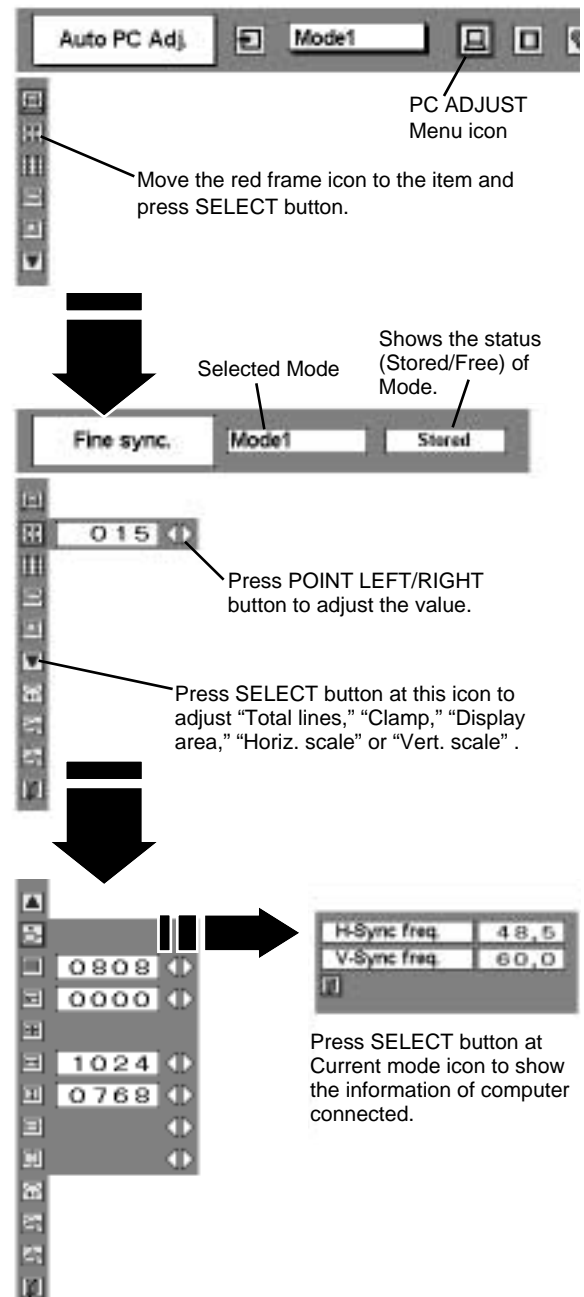 Auto PC Adj.
Mode1
PC ADJUST
Menu icon
Move the red frame icon to the item and
press SELECT button.
Shows the status
(Stored/Free) of
Mode.
Selected Mode
Fine sync.
Mode1
Stored
015
Press POINT LEFT/RIGHT
button to adjust the value.
Press SELECT button at this icon to
adjust “Total lines,” “Clamp,” “Display
area,” “Horiz. scale” or “Vert. scale” .
H-Sync freq. 48,5
V-Sync freq. 60,0
0808
0000
1024
0768
Press SELECT button at
Current mode icon to show
the information of computer
connected.